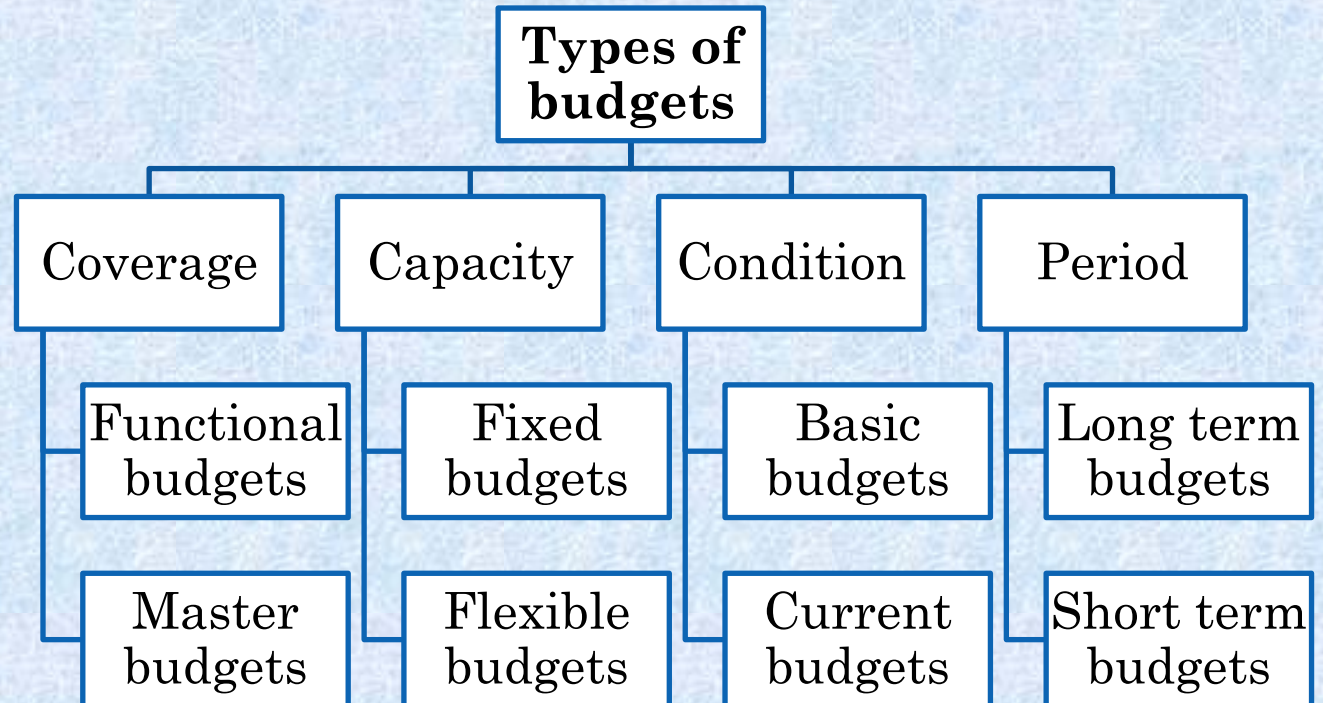 Types of
budgets
Coverage
Capacity
Condition
Period
Functional
budgets
Fixed
budgets
Basic
budgets
Long term
budgets
Master
budgets
Flexible
budgets
Current
budgets
Short term
budgets